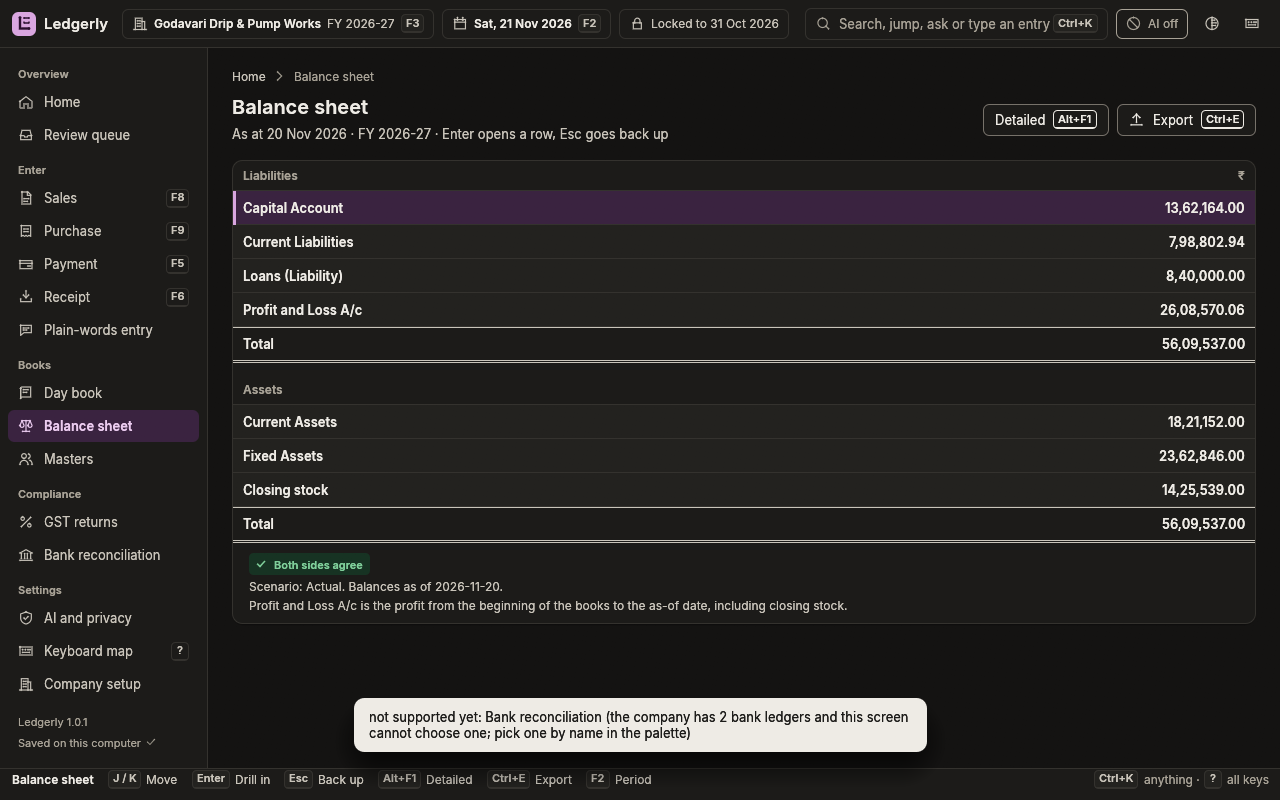 Ledgerly
Godavari Drip & Pump Works FY 2026-27 F3
Sat, 21 Nov 2026 F2
Locked to 31 Oct 2026
Search, jump, ask or type an entry Ctrl+K
AI off
Overview
Home
Review queue
Enter
Sales F8
Purchase F9
Payment F5
Receipt F6
Plain-words entry
Books
Day book
Balance sheet
Masters
Compliance
GST returns
Bank reconciliation
Settings
AI and privacy
Keyboard map ?
Company setup
Ledgerly 1.0.1
Saved on this computer
Home Balance sheet
Balance sheet
As at 20 Nov 2026 · FY 2026-27 · Enter opens a row, Esc goes back up
Detailed Alt+F1
Export Ctrl+E
Liabilities ₹
Capital Account 13,62,164.00
Current Liabilities 7,98,802.94
Loans (Liability) 8,40,000.00
Profit and Loss A/c 26,08,570.06
Total 56,09,537.00
Assets
Current Assets 18,21,152.00
Fixed Assets 23,62,846.00
Closing stock 14,25,539.00
Total 56,09,537.00
Both sides agree
Scenario: Actual. Balances as of 2026-11-20.
Profit and Loss A/c is the profit from the beginning of the books to the as-of date, including closing stock.
not supported yet: Bank reconciliation (the company has 2 bank ledgers and this screen
cannot choose one; pick one by name in the palette)
Balance sheet J / K Move Enter Drill in Esc Back up Alt+F1 Detailed Ctrl+E Export F2 Period Ctrl+K anything · ? all keys